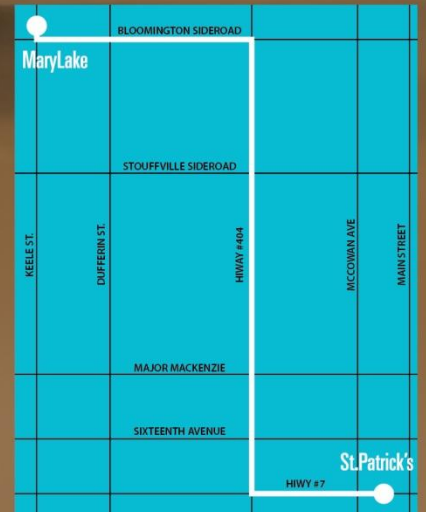 BLOOMINGTON SIDEROAD
MaryLake
STOUFFVILLE SIDEROAD
KEELE ST.
DUFFERIN ST.
HIWAY #404
MCCOWAN AVE
MAIN STREET
MAJOR MACKENZIE
SIXTEENTH AVENUE
St.Patrick's
HIWY #7